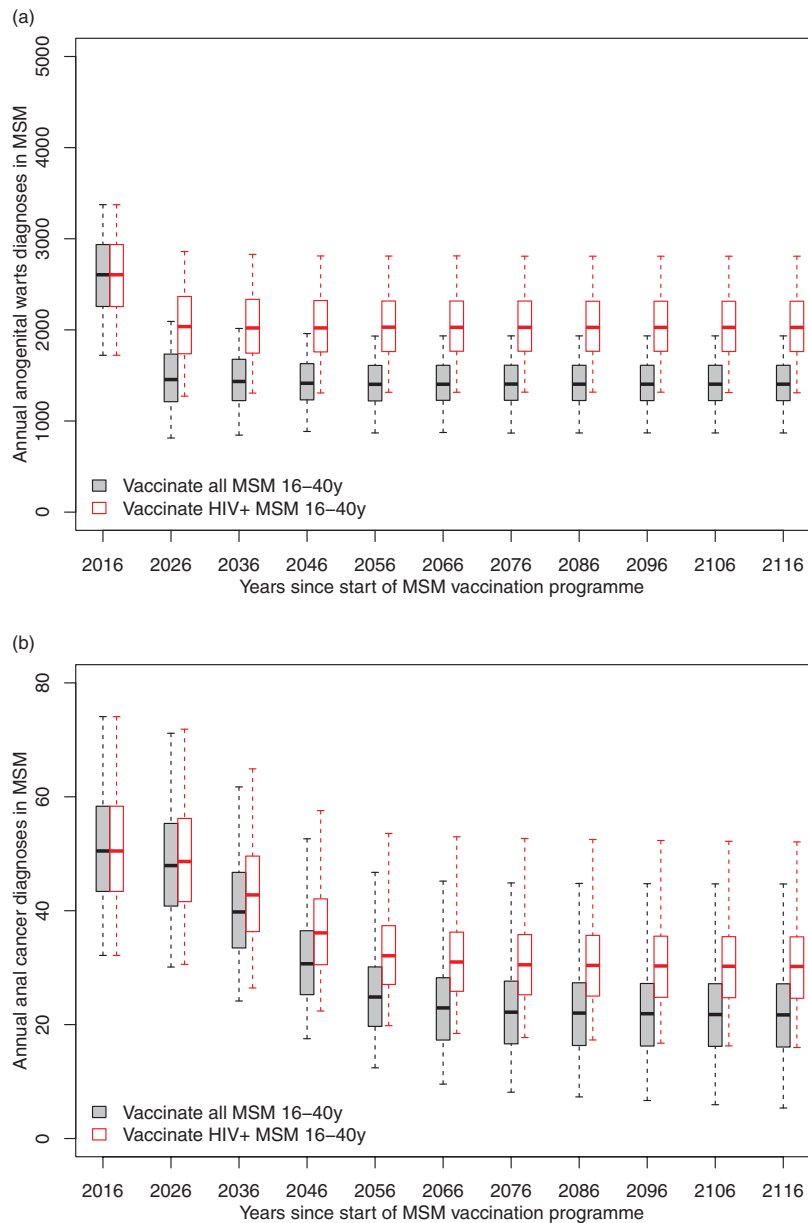 (a)
Annual anogenital warts diagnoses in MSM
5000
4000
3000
2000
1000
0
Vaccinate all MSM 16–40y
Vaccinate HIV+ MSM 16–40y
2016 2026 2036 2046 2056 2066 2076 2086 2096 2106 2116
Years since start of MSM vaccination programme
(b)
Annual anal cancer diagnoses in MSM
80
60
40
20
0
Vaccinate all MSM 16–40y
Vaccinate HIV+ MSM 16–40y
2016 2026 2036 2046 2056 2066 2076 2086 2096 2106 2116
Years since start of MSM vaccination programme